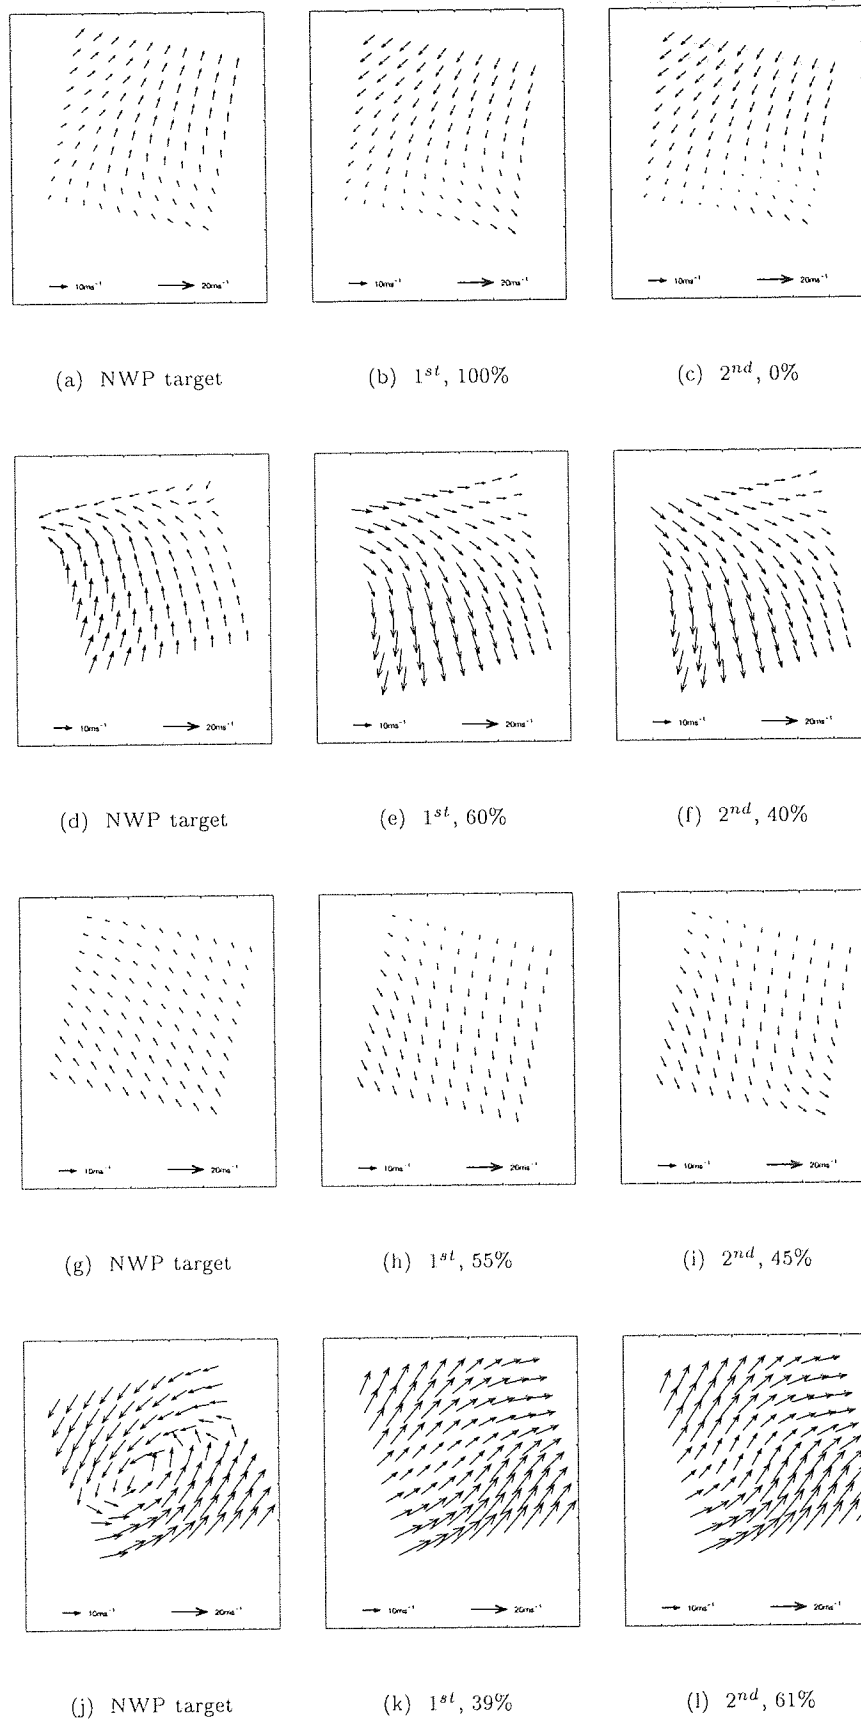 10ms⁻¹ 20ms⁻¹ 10ms⁻¹ 20ms⁻¹ 10ms⁻¹ 20ms⁻¹
(a) NWP target (b) 1ˢᵗ, 100% (c) 2ⁿᵈ, 0%
10ms⁻¹ 20ms⁻¹ 10ms⁻¹ 20ms⁻¹ 10ms⁻¹ 20ms⁻¹
(d) NWP target (e) 1ˢᵗ, 60% (f) 2ⁿᵈ, 40%
10ms⁻¹ 20ms⁻¹ 10ms⁻¹ 20ms⁻¹ 10ms⁻¹ 20ms⁻¹
(g) NWP target (h) 1ˢᵗ, 55% (i) 2ⁿᵈ, 45%
10ms⁻¹ 20ms⁻¹ 10ms⁻¹ 20ms⁻¹ 10ms⁻¹ 20ms⁻¹
(j) NWP target (k) 1ˢᵗ, 39% (l) 2ⁿᵈ, 61%